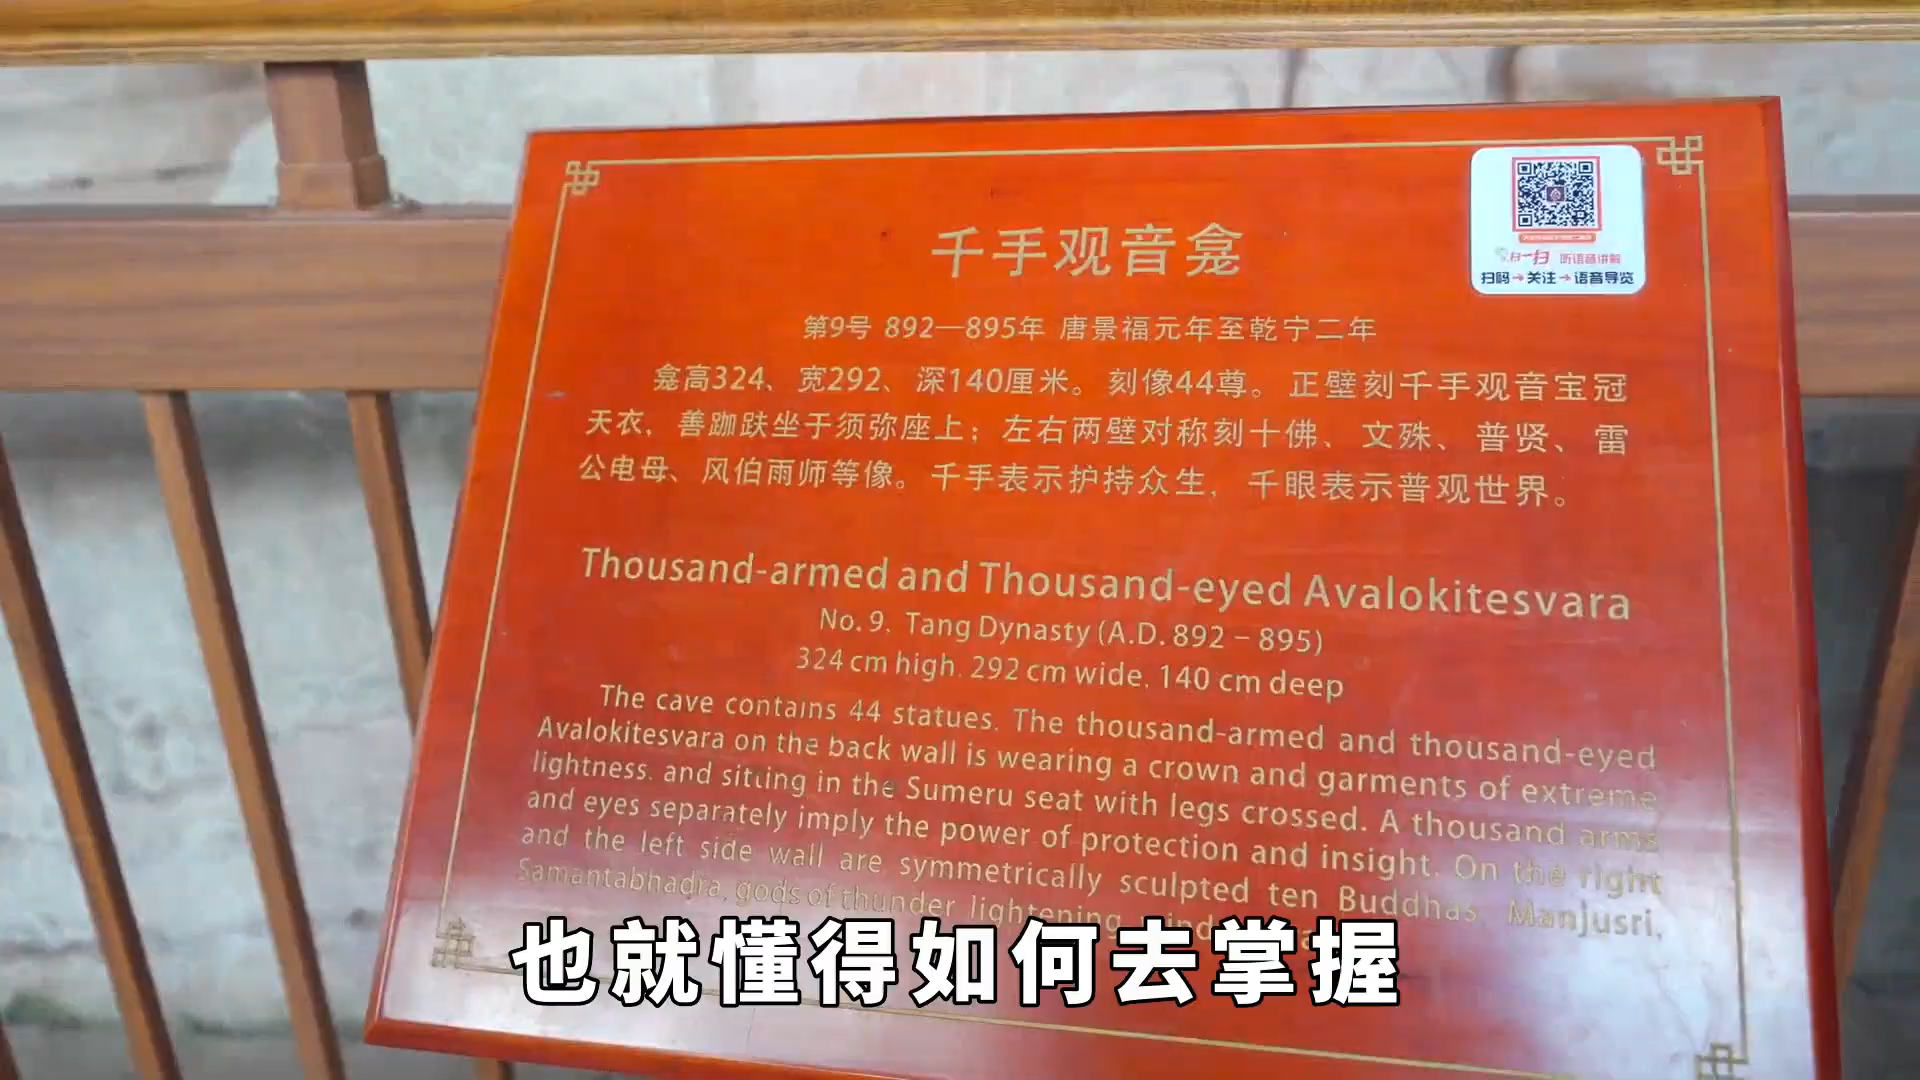 千手观音龛
扫一扫 听语音讲解
扫码→关注→语音导览
第9号 892—895年 唐景福元年至乾宁二年
龛高324、宽292、深140厘米。刻像44尊。正壁刻千手观音宝冠
天衣，善跏趺坐于须弥座上；左右两壁对称刻十佛、文殊、普贤、雷
公电母、风伯雨师等像。千手表示护持众生，千眼表示普观世界。
Thousand-armed and Thousand-eyed Avalokitesvara
No. 9, Tang Dynasty (A.D. 892 – 895)
324 cm high, 292 cm wide, 140 cm deep
The cave contains 44 statues. The thousand-armed and thousand-eyed
Avalokitesvara on the back wall is wearing a crown and garments of extreme
lightness, and sitting in the Sumeru seat with legs crossed. A thousand arms
and eyes separately imply the power of protection and insight. On the right
and the left side wall are symmetrically sculpted ten Buddhas, Manjusri,
Samantabhadra, gods of thunder lightening
也就懂得如何去掌握